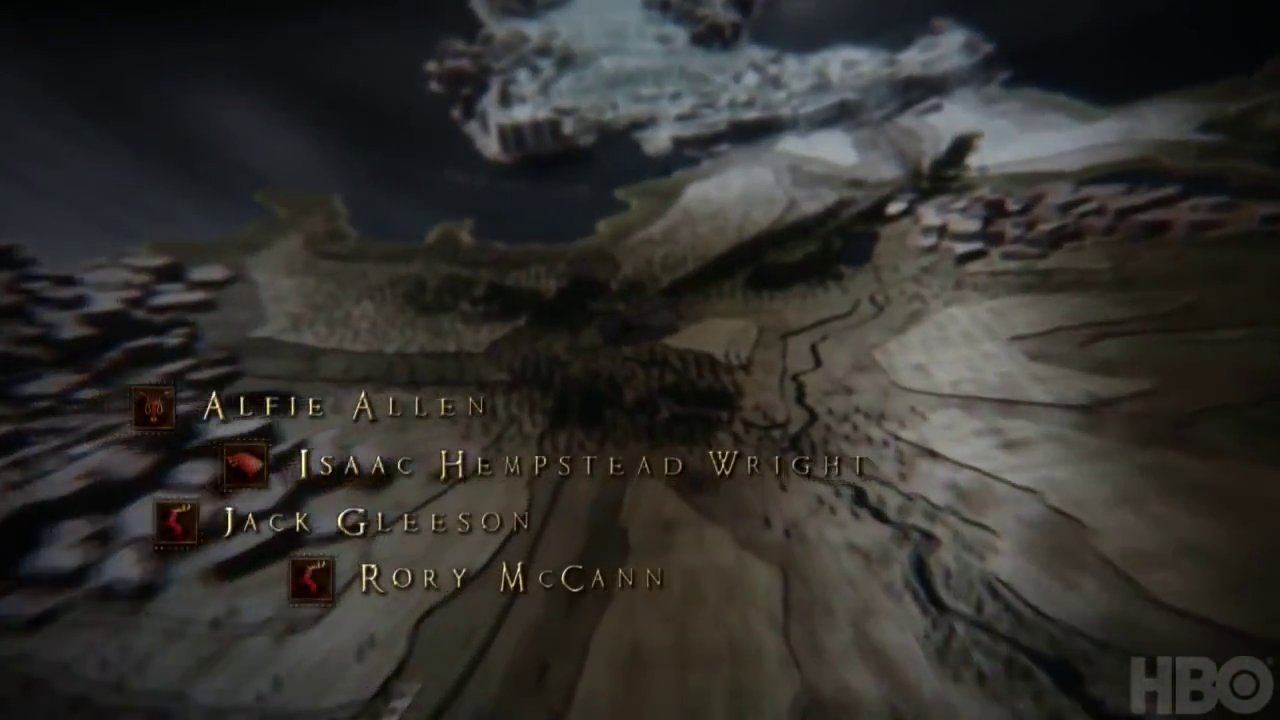 Alfie Allen
Isaac Hempstead Wright
Jack Gleeson
Rory McCann
HBO